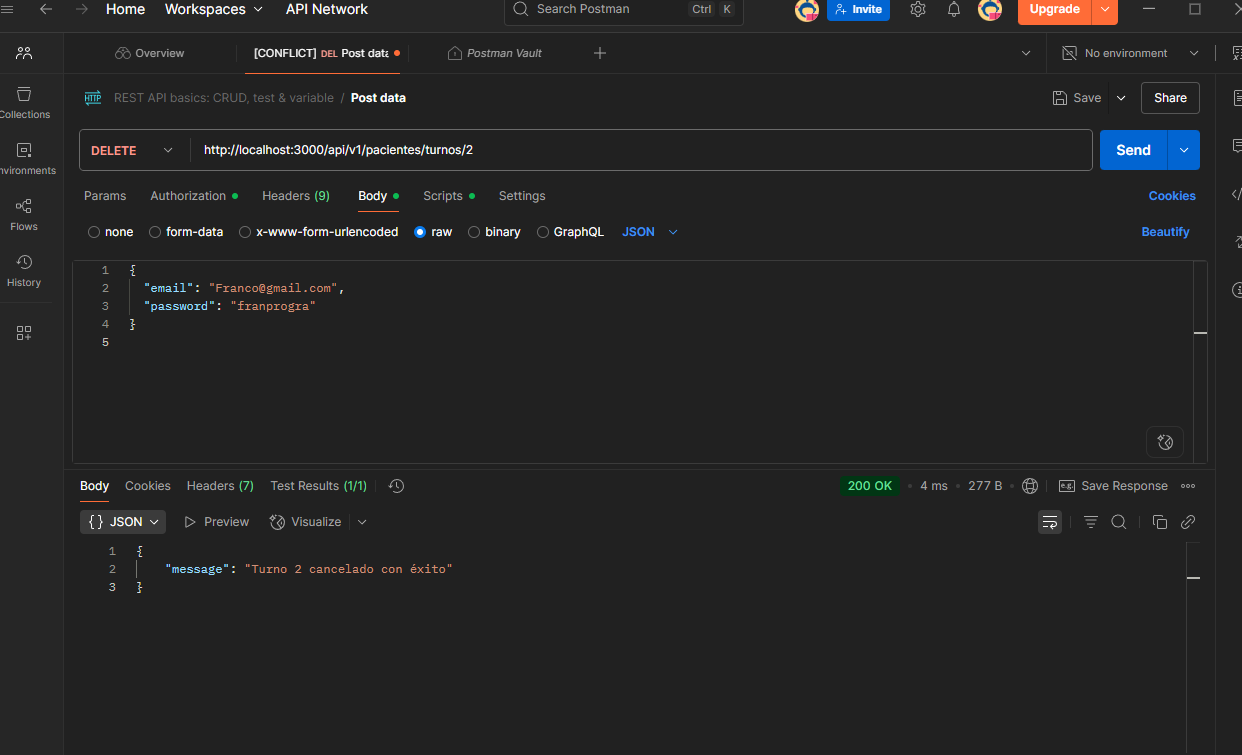 Home Workspaces API Network Search Postman Ctrl K Invite Upgrade
Overview [CONFLICT] DEL Post data Postman Vault No environment
REST API basics: CRUD, test & variable / Post data Save Share
HTTP
Collections
DELETE http://localhost:3000/api/v1/pacientes/turnos/2 Send
nvironments
Params Authorization Headers (9) Body Scripts Settings Cookies
Flows
none form-data x-www-form-urlencoded raw binary GraphQL JSON Beautify
History
1 {
2 "email": "Franco@gmail.com",
3 "password": "franprogra"
4 }
5
Body Cookies Headers (7) Test Results (1/1) 200 OK • 4 ms • 277 B • e.g. Save Response
{} JSON Preview Visualize
1 {
2 "message": "Turno 2 cancelado con éxito"
3 }